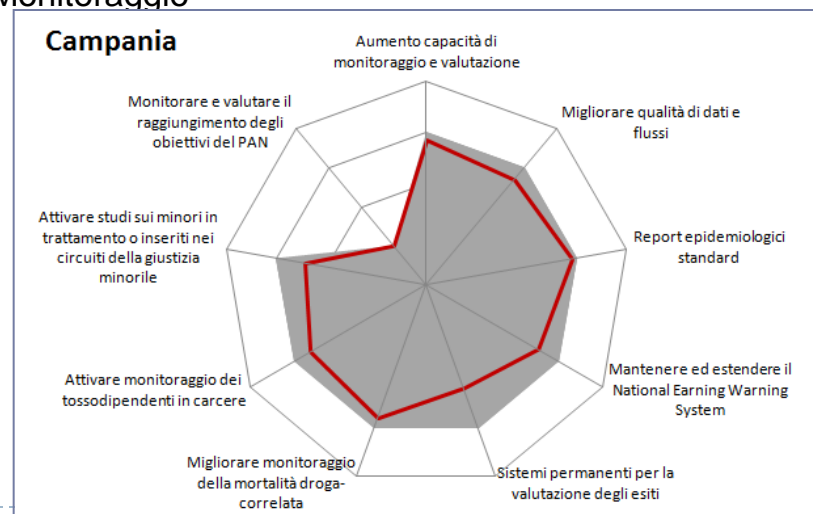 Monitoraggio
Campania
Aumento capacità di
monitoraggio e valutazione
Migliorare qualità di dati e
flussi
Report epidemiologici
standard
Mantenere ed estendere il
National Earning Warning
System
Sistemi permanenti per la
valutazione degli esiti
Migliorare monitoraggio
della mortalità droga-
correlata
Attivare monitoraggio dei
tossodipendenti in carcere
Attivare studi sui minori in
trattamento o inseriti nei
circuiti della giustizia
minorile
Monitorare e valutare il
raggiungimento degli
obiettivi del PAN